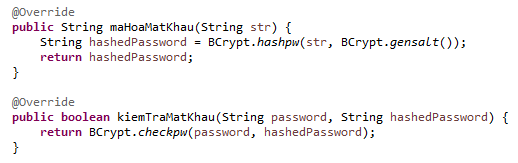 @Override
public String maHoaMatKhau(String str) {
    String hashedPassword = BCrypt.hashpw(str, BCrypt.gensalt());
    return hashedPassword;
}

@Override
public boolean kiemTraMatKhau(String password, String hashedPassword) {
    return BCrypt.checkpw(password, hashedPassword);
}